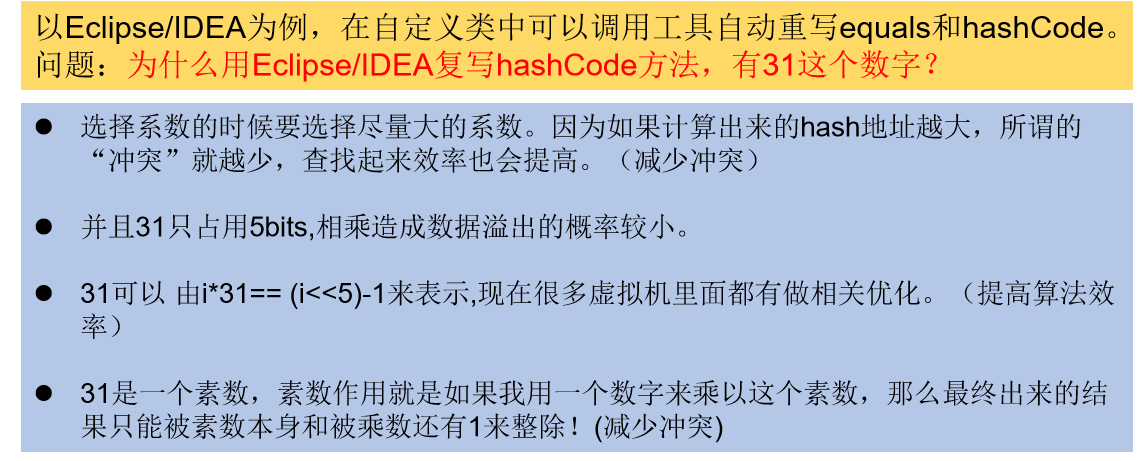 以Eclipse/IDEA为例，在自定义类中可以调用工具自动重写equals和hashCode。
问题：为什么用Eclipse/IDEA复写hashCode方法，有31这个数字？
● 选择系数的时候要选择尽量大的系数。因为如果计算出来的hash地址越大，所谓的
“冲突”就越少，查找起来效率也会提高。（减少冲突）
● 并且31只占用5bits,相乘造成数据溢出的概率较小。
● 31可以 由i*31== (i<<5)-1来表示,现在很多虚拟机里面都有做相关优化。（提高算法效
率）
● 31是一个素数，素数作用就是如果我用一个数字来乘以这个素数，那么最终出来的结
果只能被素数本身和被乘数还有1来整除！(减少冲突)